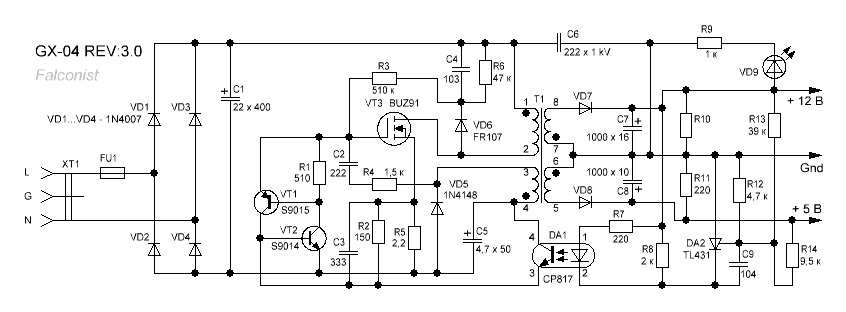 GX-04 REV:3.0
Falconist
VD1
VD3
VD1...VD4 - 1N4007
C1
22 x 400
XT1
FU1
L
G
N
VD2
VD4
R3
510 к
VT3 BUZ91
C4
103
R6
47 к
VD6
FR107
R1
510
C2
222
R4
1,5 к
VD5
1N4148
VT1
S9015
VT2
S9014
C3
333
R2
150
R5
2,2
C5
4,7 x 50
C6
222 x 1 kV
T1
1
8
2
7
3
6
4
5
VD7
C7
1000 x 16
1000 x 10
C8
VD8
DA1
4
1
3
2
CP817
R7
220
R8
2 к
R9
1 к
VD9
+ 12 В
R10
R13
39 к
Gnd
R11
220
R12
4,7 к
+ 5 В
DA2
TL431
C9
104
R14
9,5 к